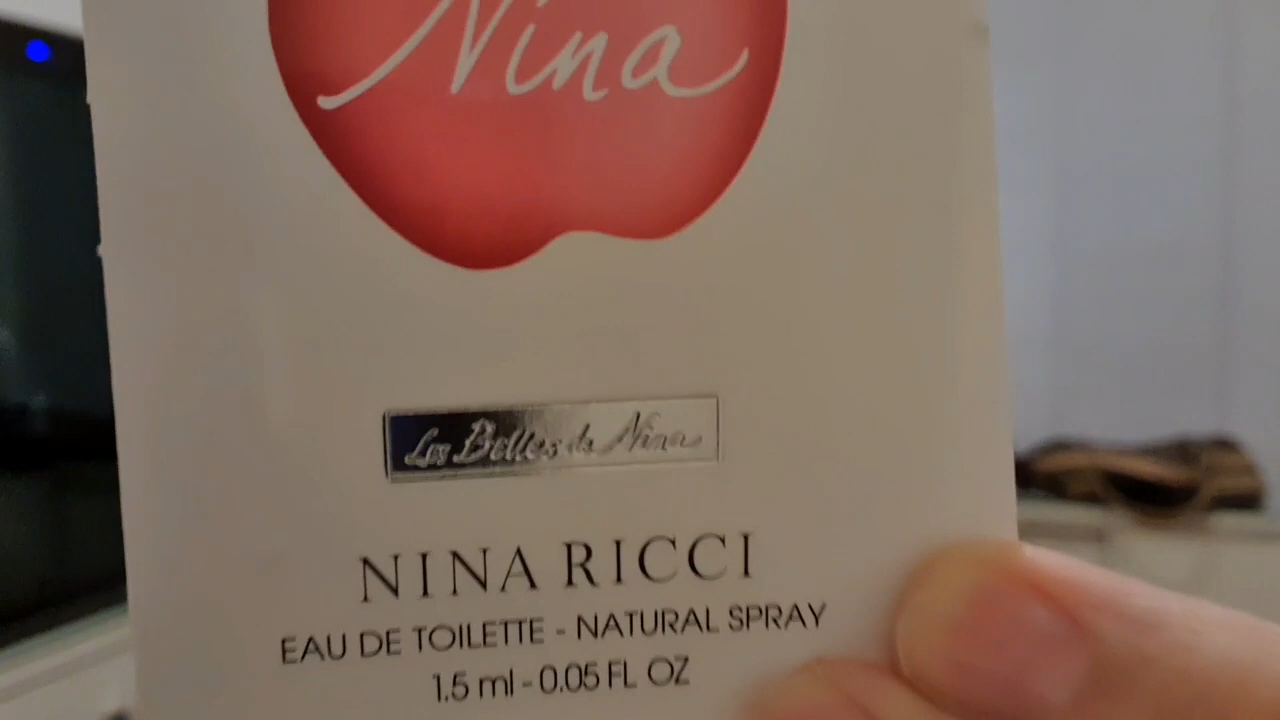 Nina
Les Belles de Nina
NINA RICCI
EAU DE TOILETTE - NATURAL SPRAY
1.5 ml - 0.05 FL OZ